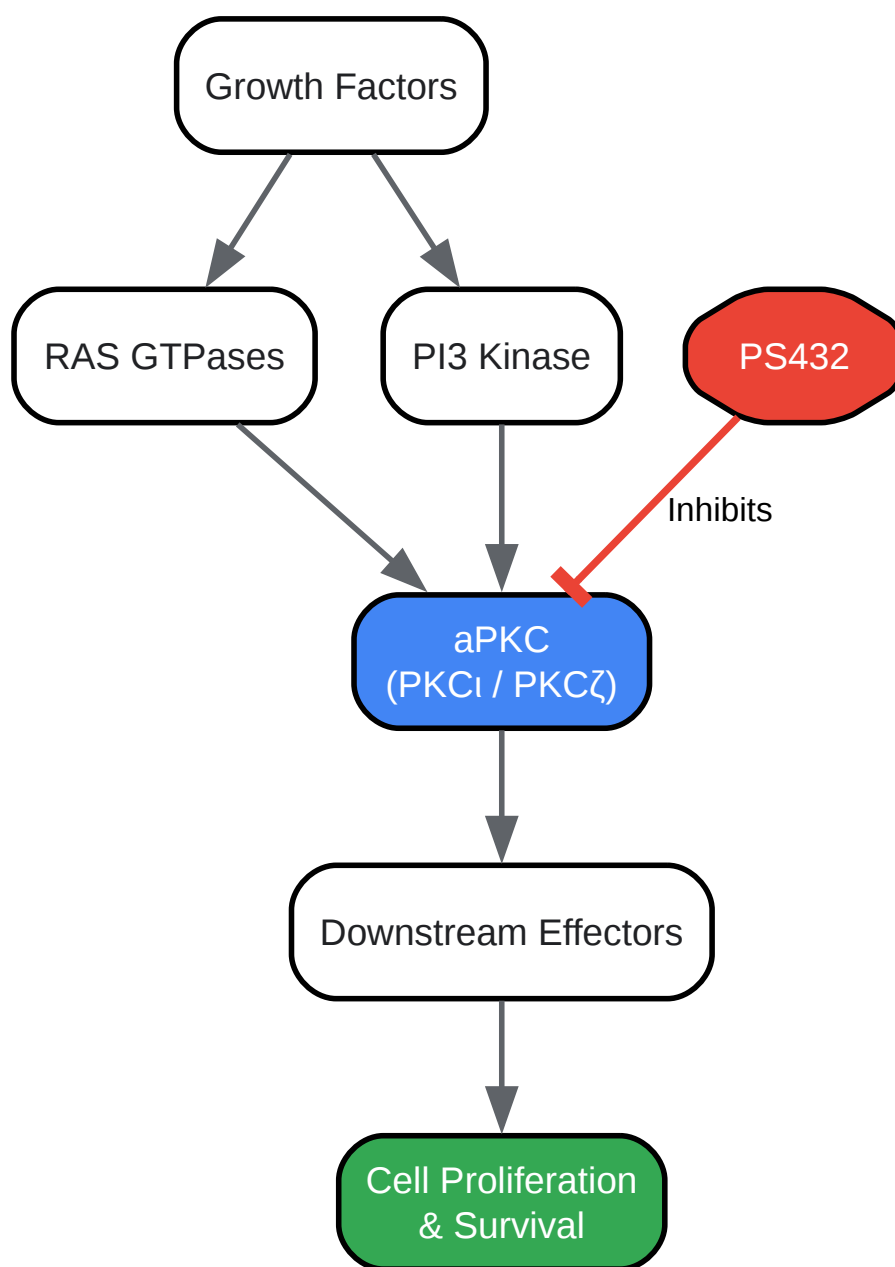 Growth Factors
RAS GTPases
PI3 Kinase
PS432
Inhibits
aPKC
(PKCι / PKCζ)
Downstream Effectors
Cell Proliferation
& Survival